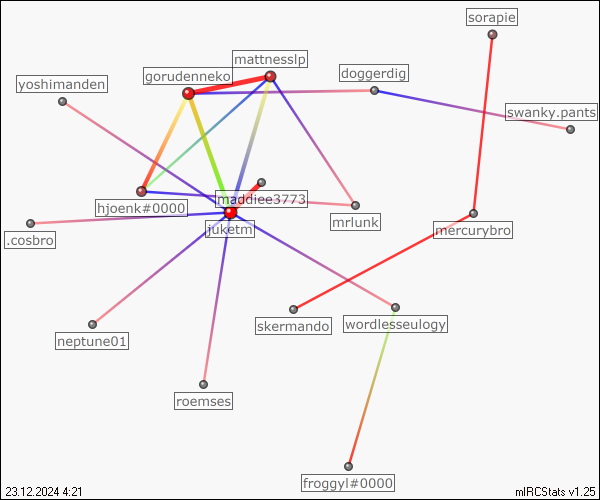 sorapie
mattnesslp
gorudenneko
doggerdig
yoshimanden
swanky.pants
maddiee3773
hjoenk#0000
mrlunk
juketm
mercurybro
.cosbro
skermando
wordlesseulogy
neptune01
roemses
froggyl#0000
23.12.2024 4:21
mIRCStats v1.25